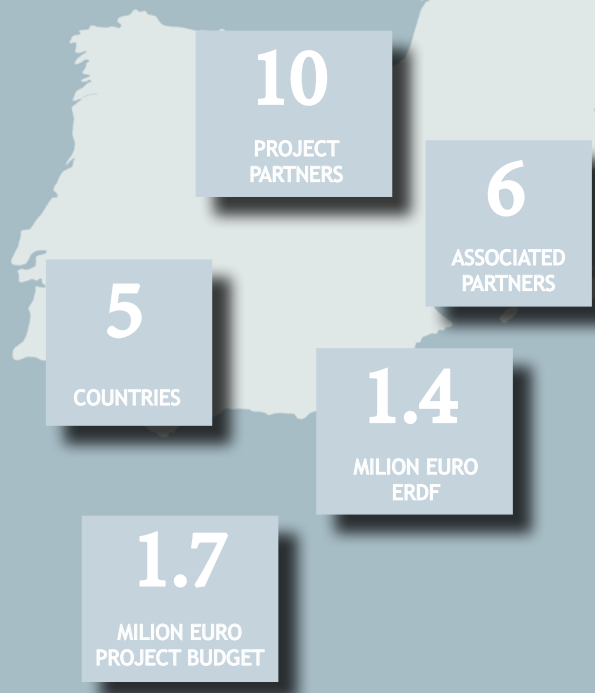 10
PROJECT
PARTNERS
6
ASSOCIATED
PARTNERS
5
COUNTRIES
1.4
MILION EURO
ERDF
1.7
MILION EURO
PROJECT BUDGET